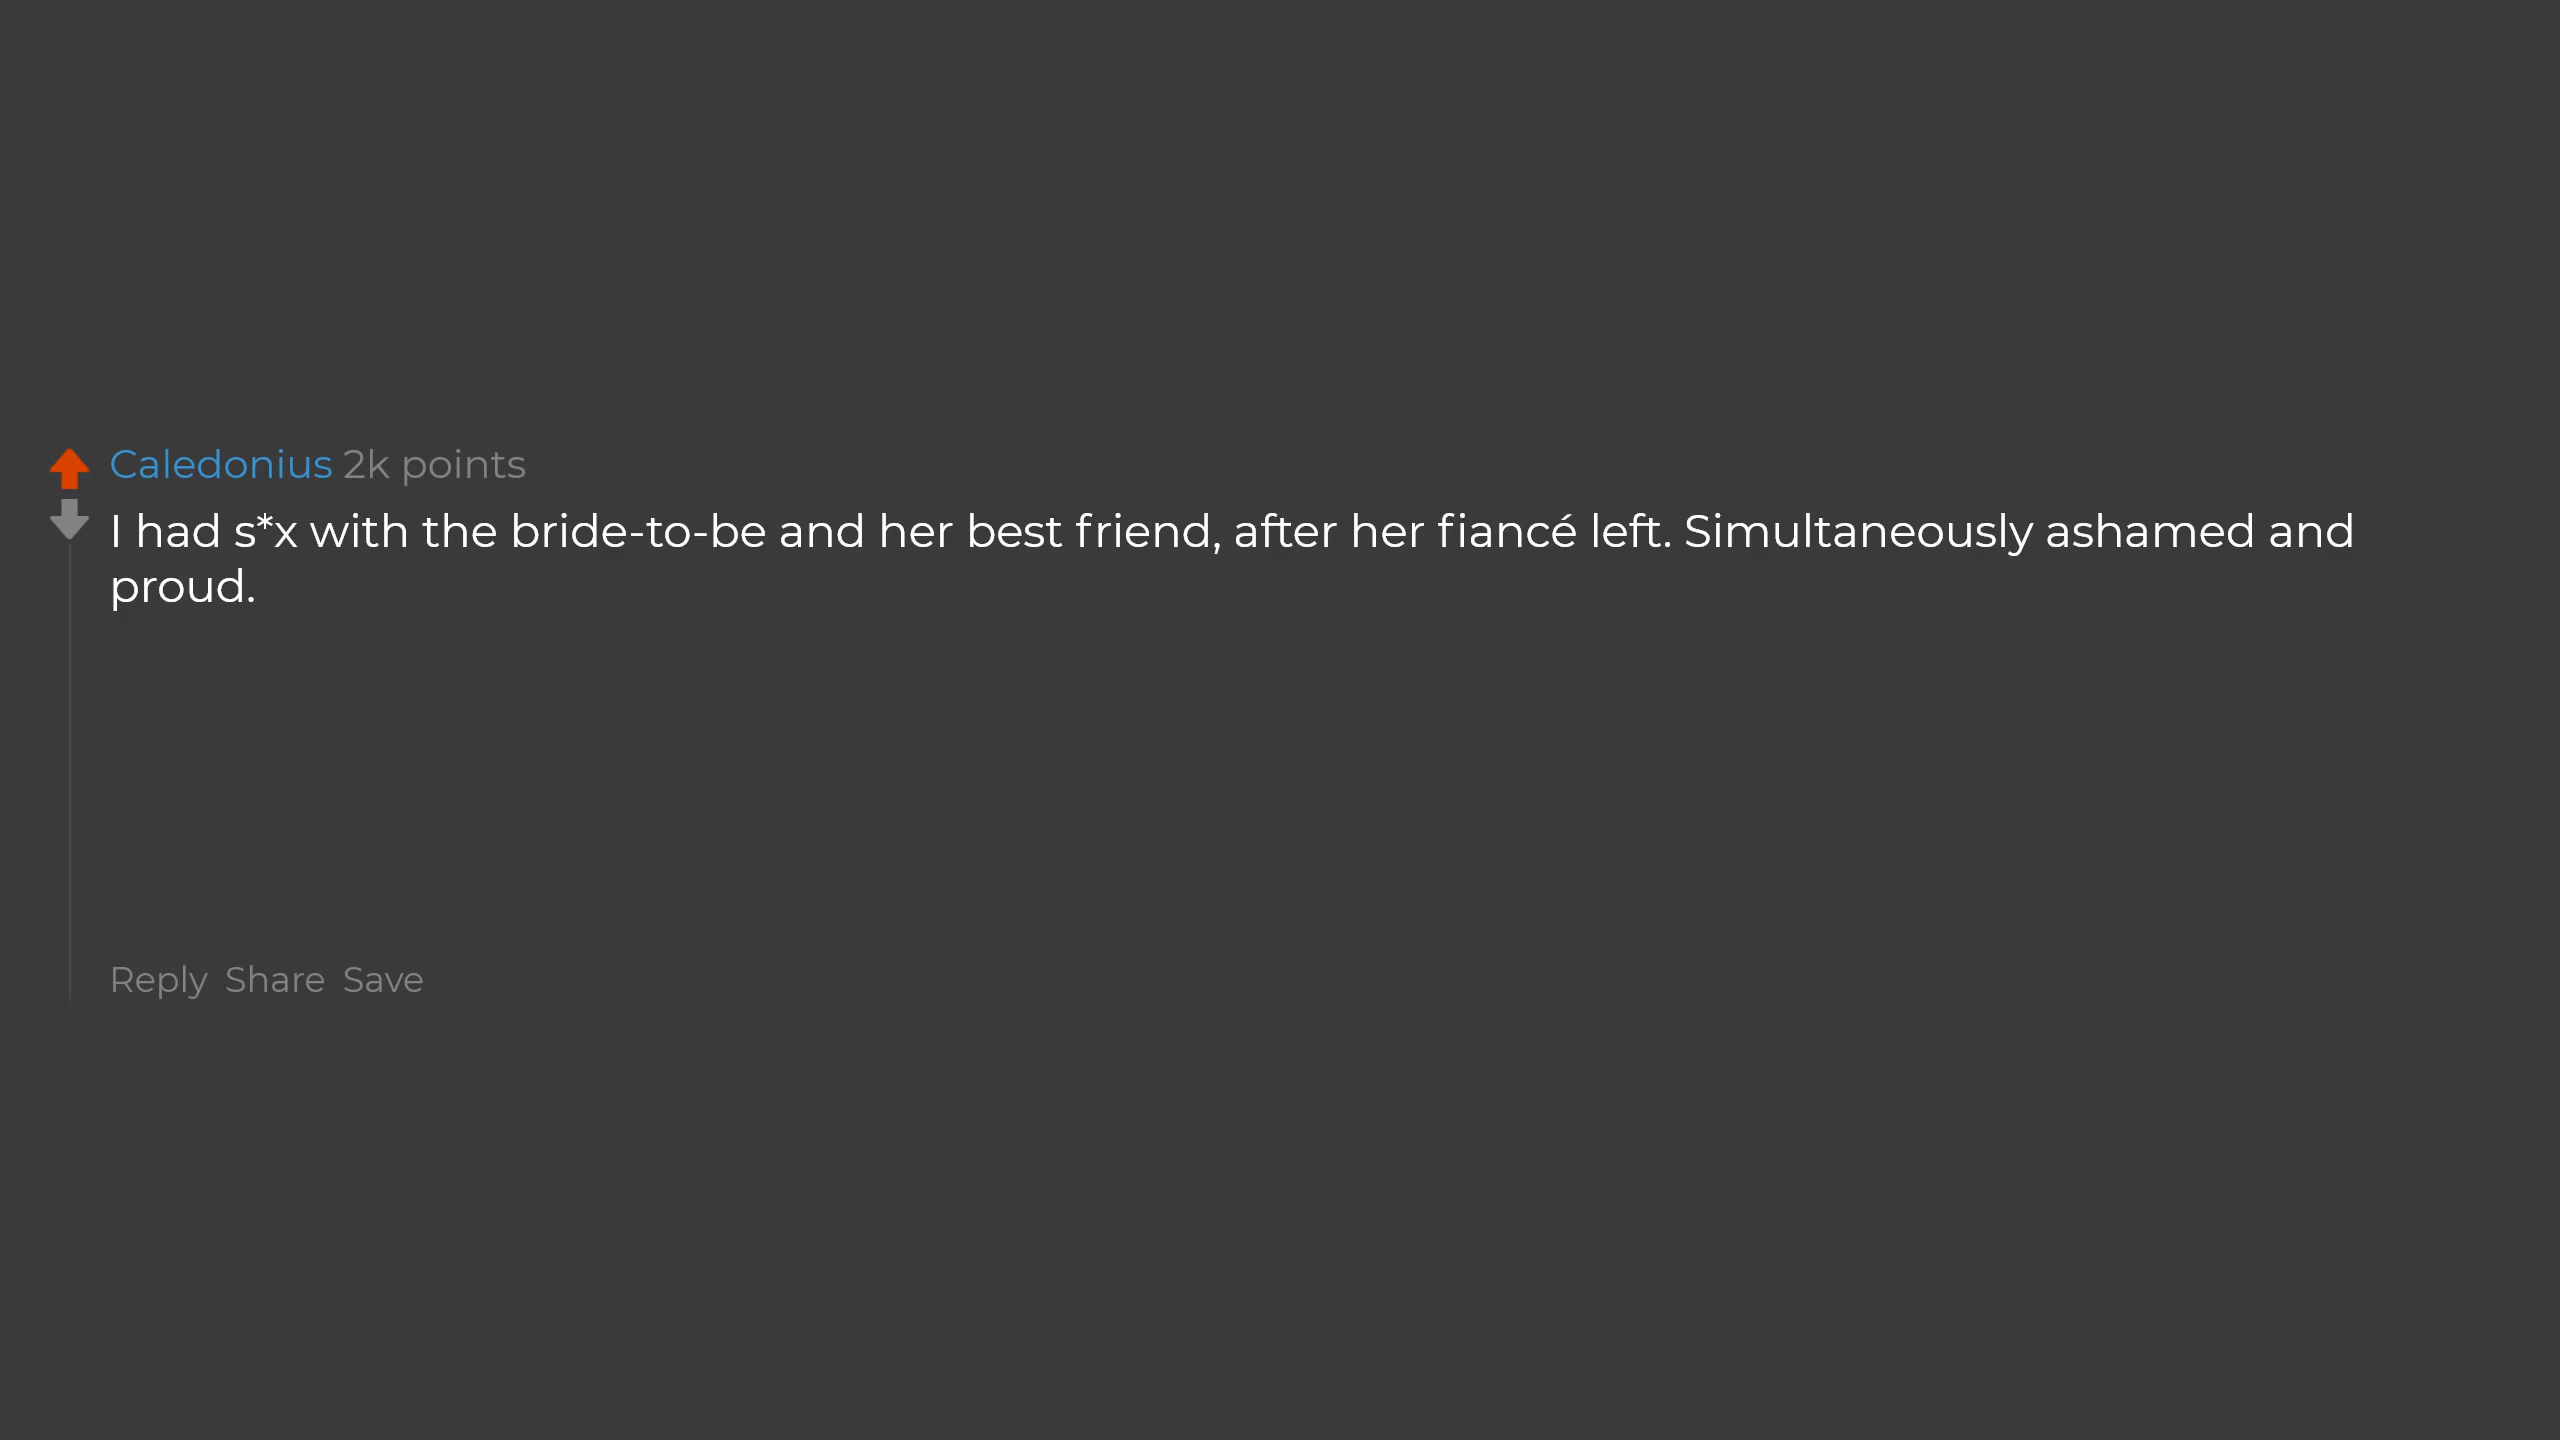 Caledonius 2k points
I had s*x with the bride-to-be and her best friend, after her fiancé left. Simultaneously ashamed and
proud.
Reply Share Save